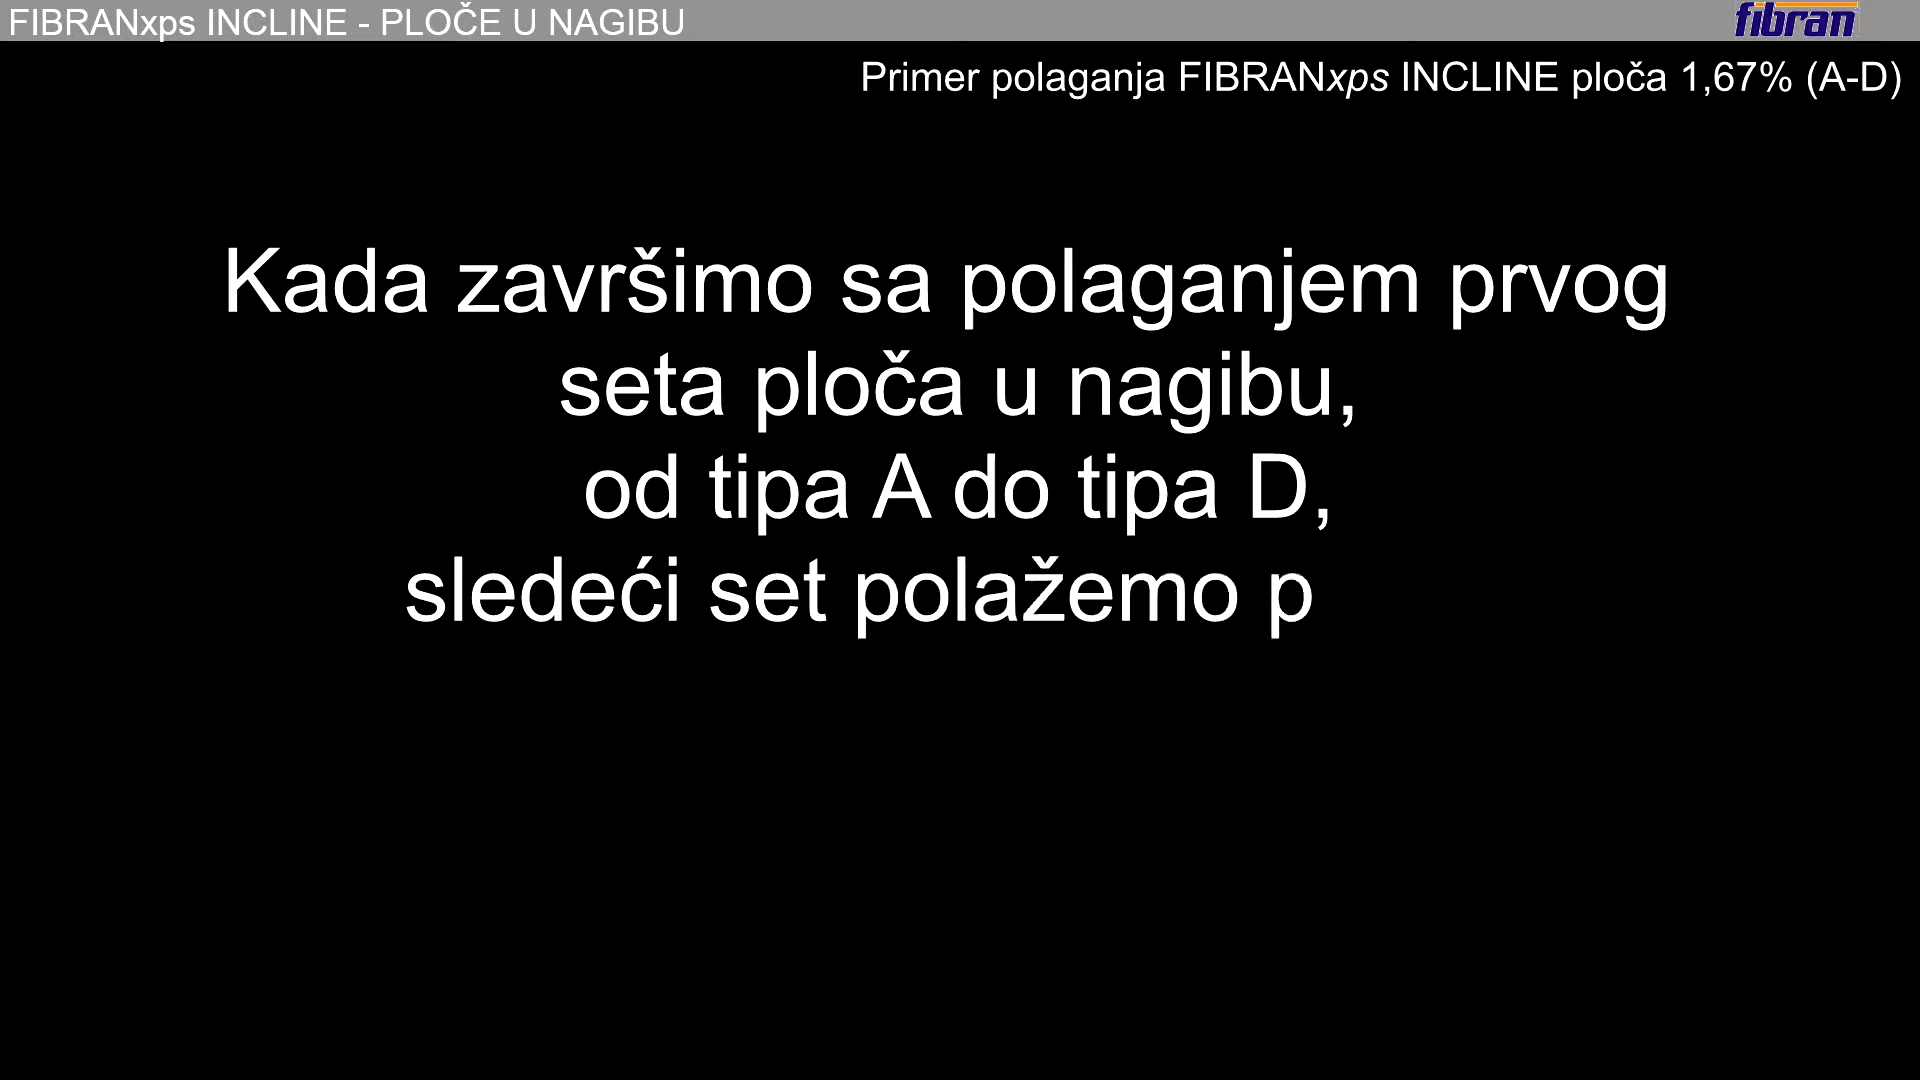 FIBRANxps INCLINE - PLOČE U NAGIBU
fibran
Primer polaganja FIBRANxps INCLINE ploča 1,67% (A-D)
Kada završimo sa polaganjem prvog
seta ploča u nagibu,
od tipa A do tipa D,
sledeći set polažemo p